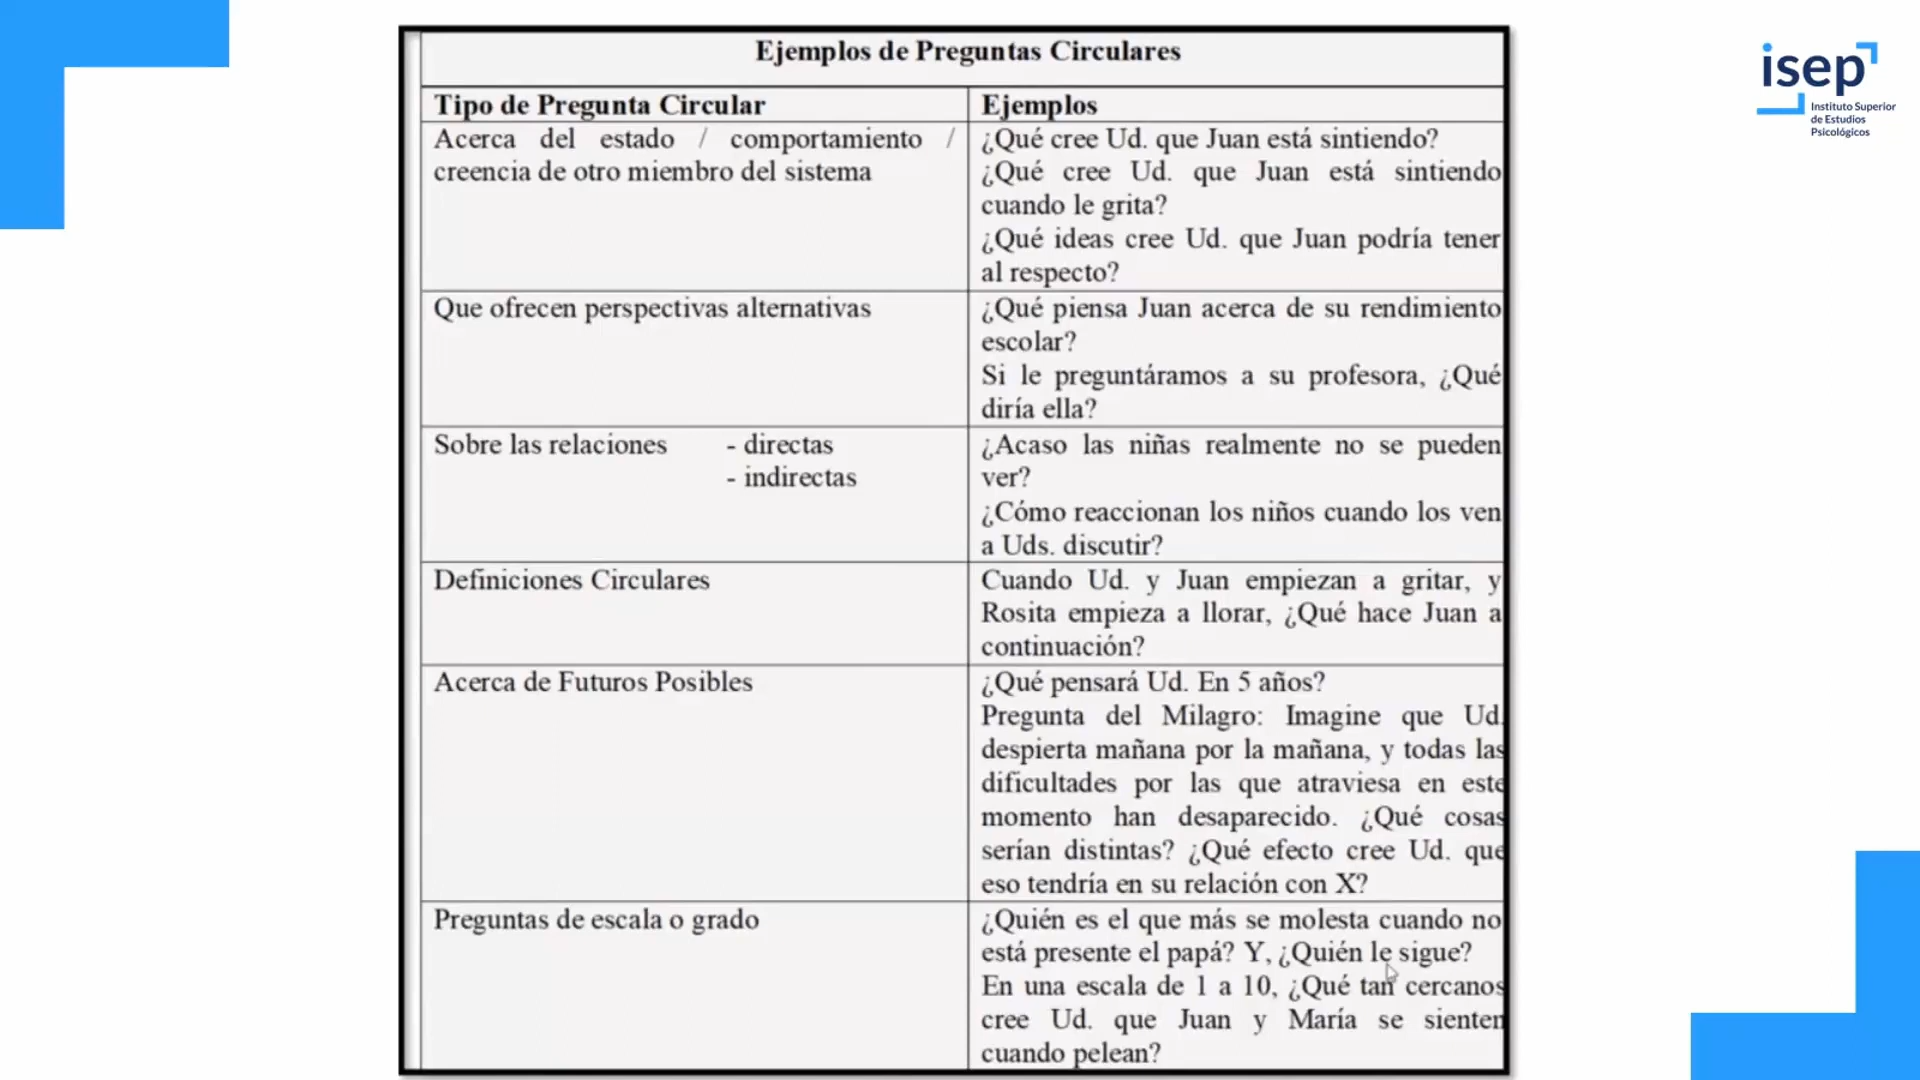 Ejemplos de Preguntas Circulares
isep
Instituto Superior
de Estudios
Psicológicos
Tipo de Pregunta Circular
Ejemplos
Acerca del estado / comportamiento /
creencia de otro miembro del sistema
¿Qué cree Ud. que Juan está sintiendo?
¿Qué cree Ud. que Juan está sintiendo
cuando le grita?
¿Qué ideas cree Ud. que Juan podría tener
al respecto?
Que ofrecen perspectivas alternativas
¿Qué piensa Juan acerca de su rendimiento
escolar?
Si le preguntáramos a su profesora, ¿Qué
diría ella?
Sobre las relaciones - directas
- indirectas
¿Acaso las niñas realmente no se pueden
ver?
¿Cómo reaccionan los niños cuando los ven
a Uds. discutir?
Definiciones Circulares
Cuando Ud. y Juan empiezan a gritar, y
Rosita empieza a llorar, ¿Qué hace Juan a
continuación?
Acerca de Futuros Posibles
¿Qué pensará Ud. En 5 años?
Pregunta del Milagro: Imagine que Ud.
despierta mañana por la mañana, y todas las
dificultades por las que atraviesa en este
momento han desaparecido. ¿Qué cosas
serían distintas? ¿Qué efecto cree Ud. que
eso tendría en su relación con X?
Preguntas de escala o grado
¿Quién es el que más se molesta cuando no
está presente el papá? Y, ¿Quién le sigue?
En una escala de 1 a 10, ¿Qué tan cercanos
cree Ud. que Juan y María se sienten
cuando pelean?